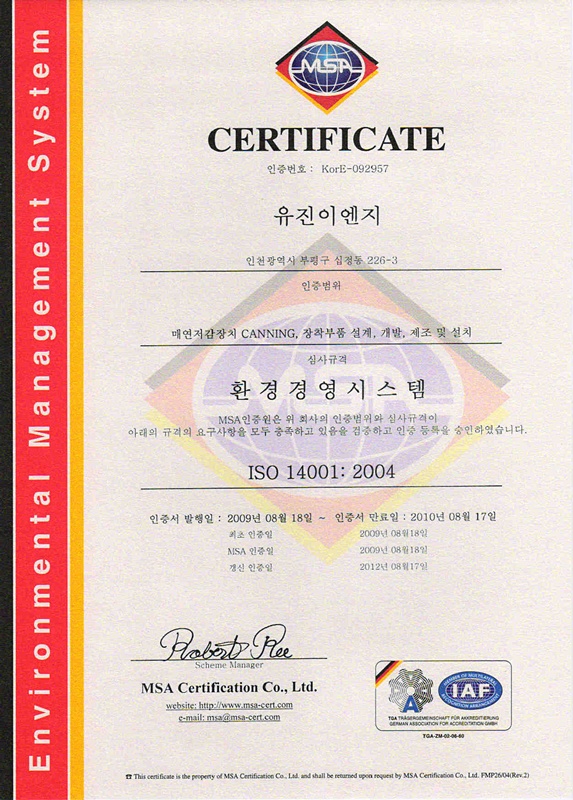 Environmental Management System
MSA
CERTIFICATE
인증번호 : KorE-092957
유진이엔지
인천광역시 부평구 십정동 226-3
인증범위
매연저감장치 CANNING, 장착부품 설계, 개발, 제조 및 설치
심사규격
환경경영시스템
MSA인증원은 위 회사의 인증범위와 심사규격이
아래의 규격의 요구사항을 모두 충족하고 있음을 검증하고 인증 등록을 승인하였습니다.
ISO 14001: 2004
인증서 발행일 : 2009년 08월 18일 ~ 인증서 만료일 : 2010년 08월 17일
최초 인증일 2009년 08월18일
MSA 인증일 2009년 08월18일
갱신 인증일 2012년 08월17일
Robert Ree
Scheme Manager
MSA Certification Co., Ltd.
website: http://www.msa-cert.com
e-mail: msa@msa-cert.com
A
MEMBER OF MULTILATERAL
IAF
RECOGNITION ARRANGEMENT
TGA TRÄGERGEMEINSCHAFT FÜR AKKREDITIERUNG
GERMAN ASSOCIATION FOR ACCREDITATION GMBH
TGA-ZM-02-06-60
☎ This certificate is the property of MSA Certification Co., Ltd. and shall be returned upon request by MSA Certification Co., Ltd. FMP26/04(Rev.2)